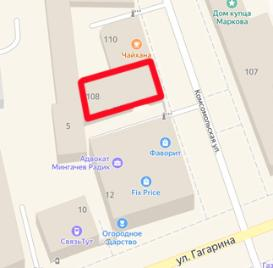 Дом купца
Маркова
110
Чайхана
107
108
Комсомольская ул.
5
Фаворит
Адвокат
Мингачев Радик
Fix Price
12
10
Огородное
Царство
СвязьТут
ул. Гагарина
Газ